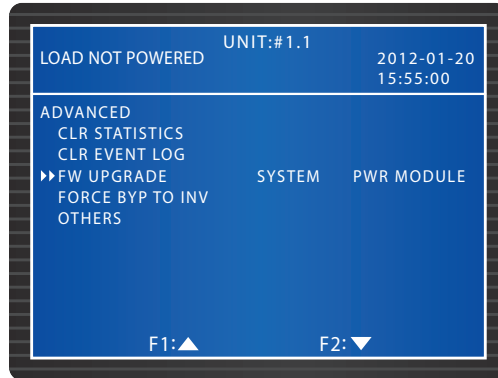 UNIT:#1.1
LOAD NOT POWERED
2012-01-20
15:55:00
ADVANCED
CLR STATISTICS
CLR EVENT LOG
FW UPGRADE SYSTEM PWR MODULE
FORCE BYP TO INV
OTHERS
F1: F2: